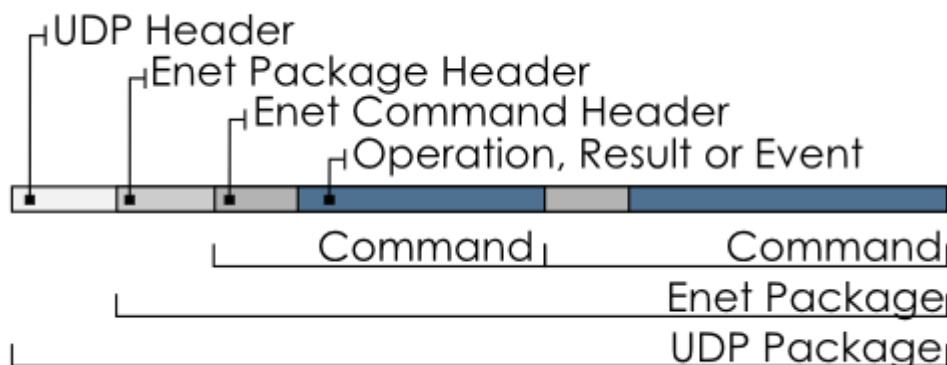 UDP Header
Enet Package Header
Enet Command Header
Operation, Result or Event
Command Command
Enet Package
UDP Package